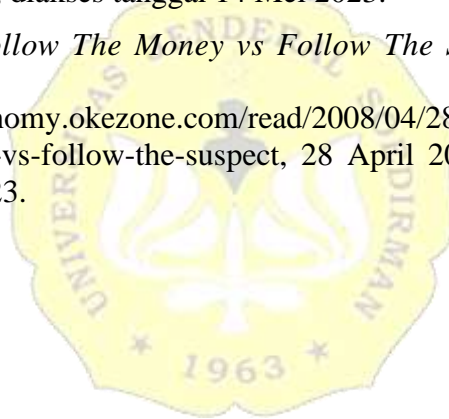 diakses tanggal 14 Mei 2023.
ollow The Money vs Follow The S
nomy.okezone.com/read/2008/04/28
-vs-follow-the-suspect, 28 April 20
23.
UNIVERSITAS JENDERAL SOEDIRMAN
* 1963 *